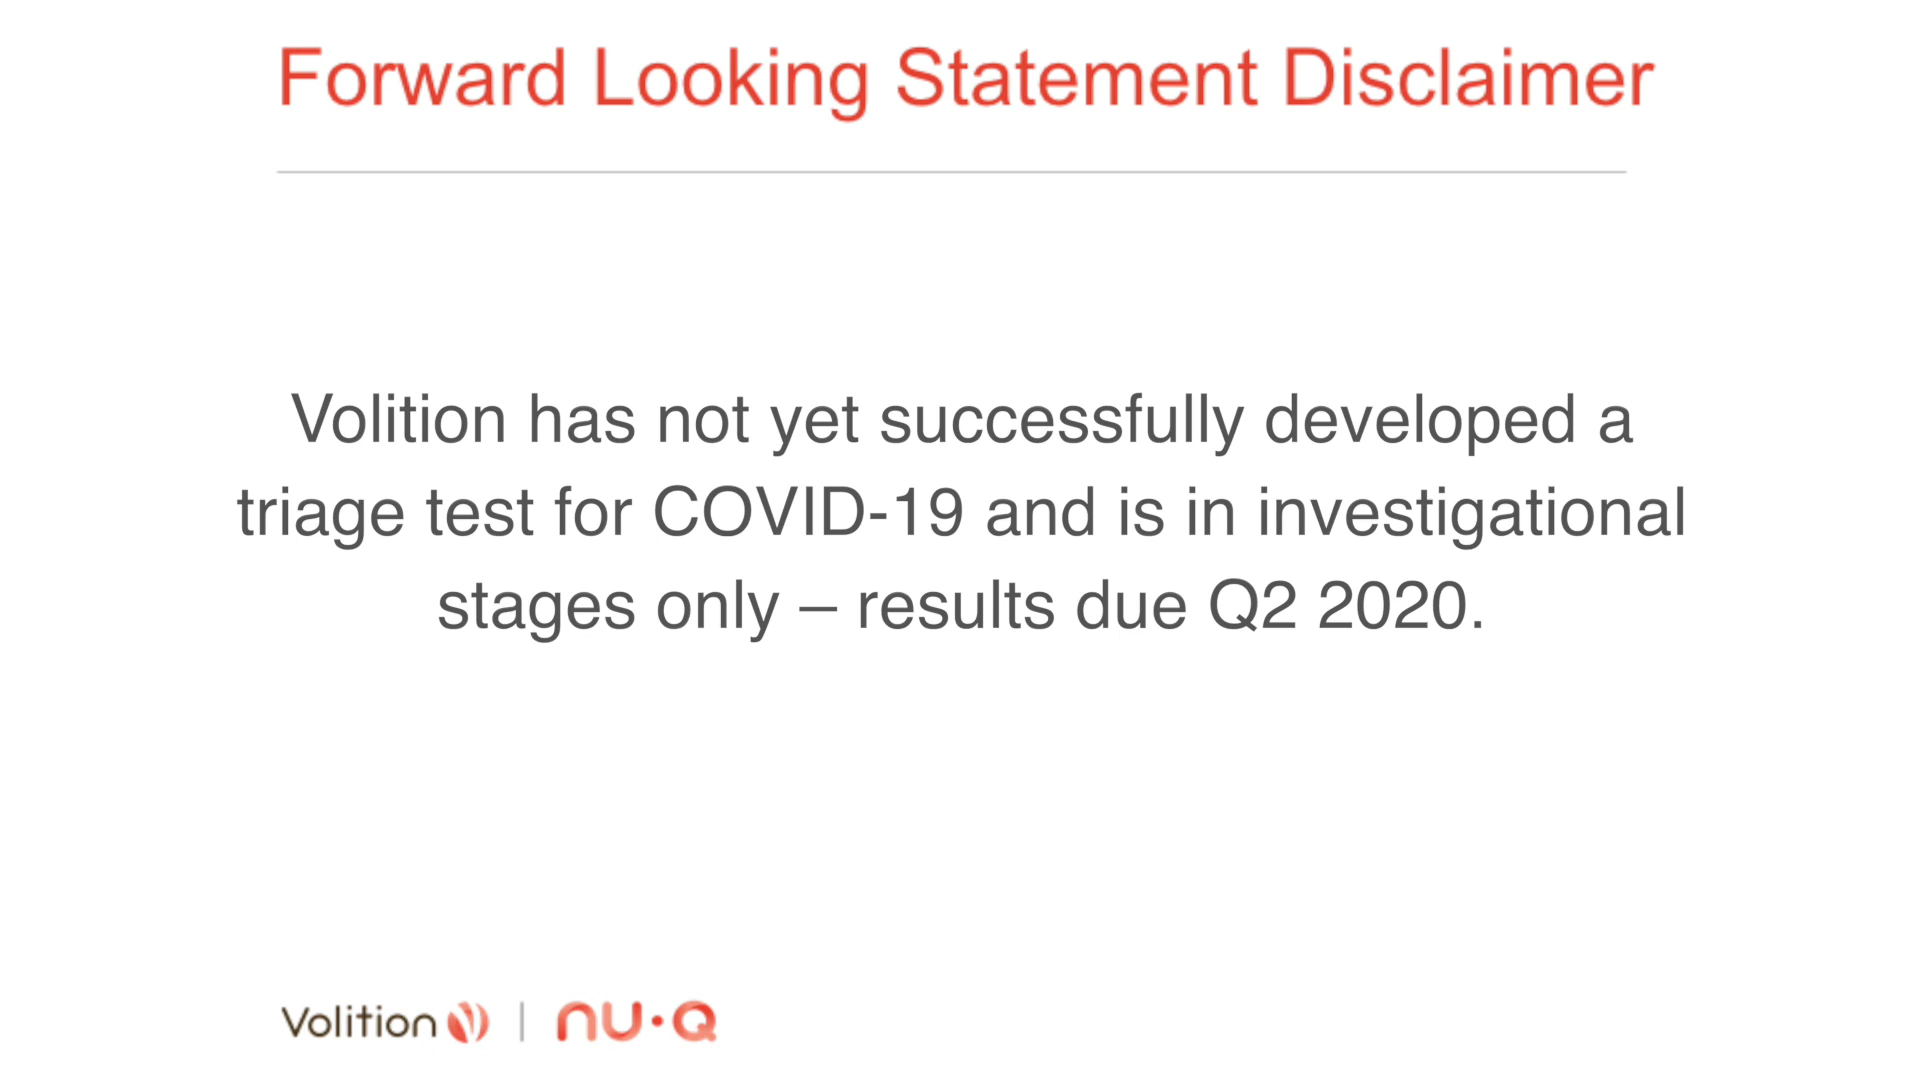 Forward Looking Statement Disclaimer
Volition has not yet successfully developed a
triage test for COVID-19 and is in investigational
stages only – results due Q2 2020.
Volition | nu·Q